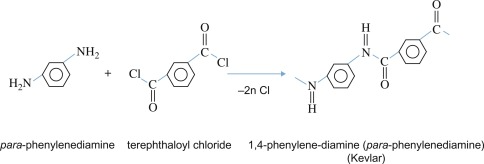 O
C
H
N
NH₂
H₂N
+
Cl
C
O
O
C
Cl
–2n Cl
N
H
C
O
para-phenylenediamine
terephthaloyl chloride
1,4-phenylene-diamine (para-phenylenediamine)
(Kevlar)